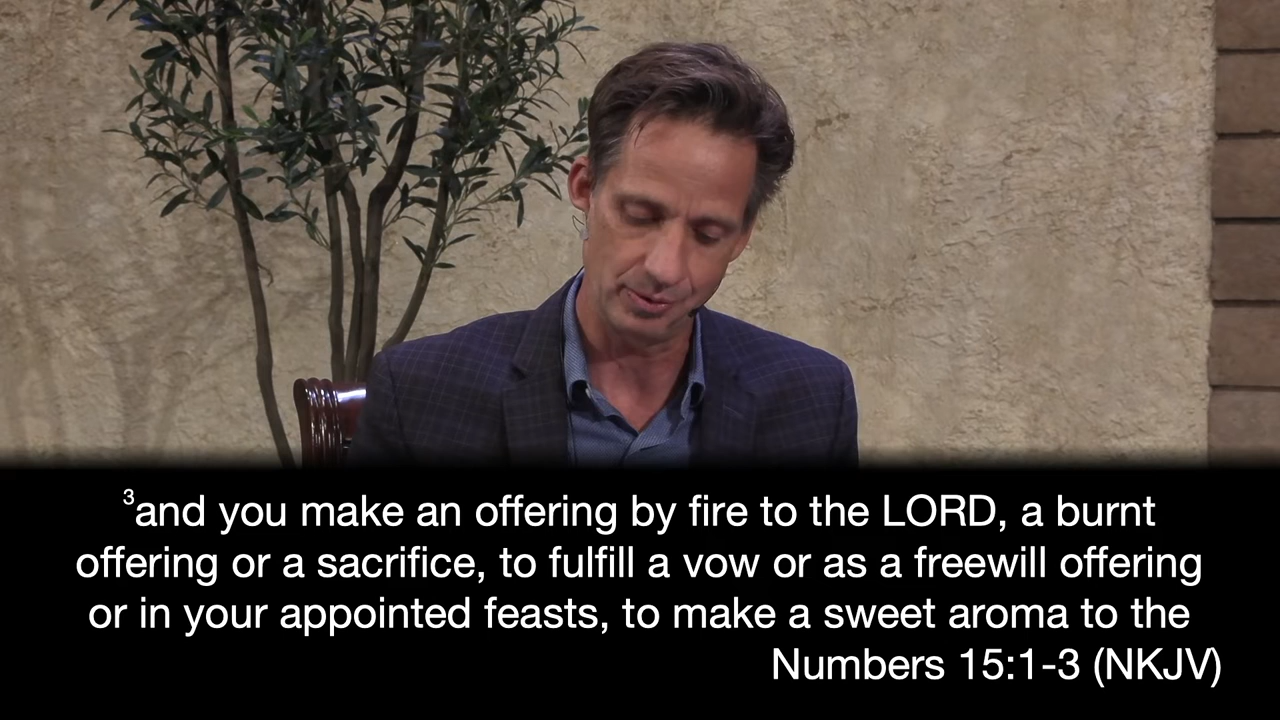 ³and you make an offering by fire to the LORD, a burnt
offering or a sacrifice, to fulfill a vow or as a freewill offering
or in your appointed feasts, to make a sweet aroma to the
Numbers 15:1-3 (NKJV)